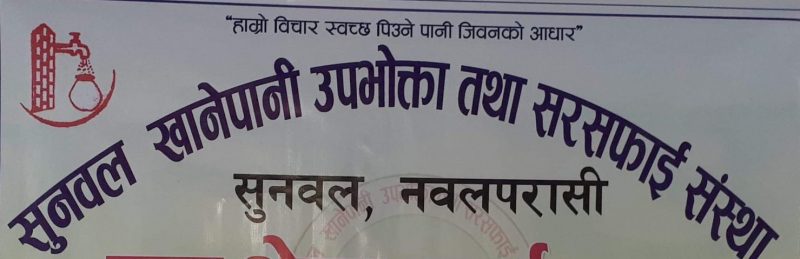 "हाम्रो विचार स्वच्छ पिउने पानी जिवनको आधार"
सुनवल खानेपानी उपभोक्ता तथा सरसफाई संस्था
सुनवल, नवलपरासी